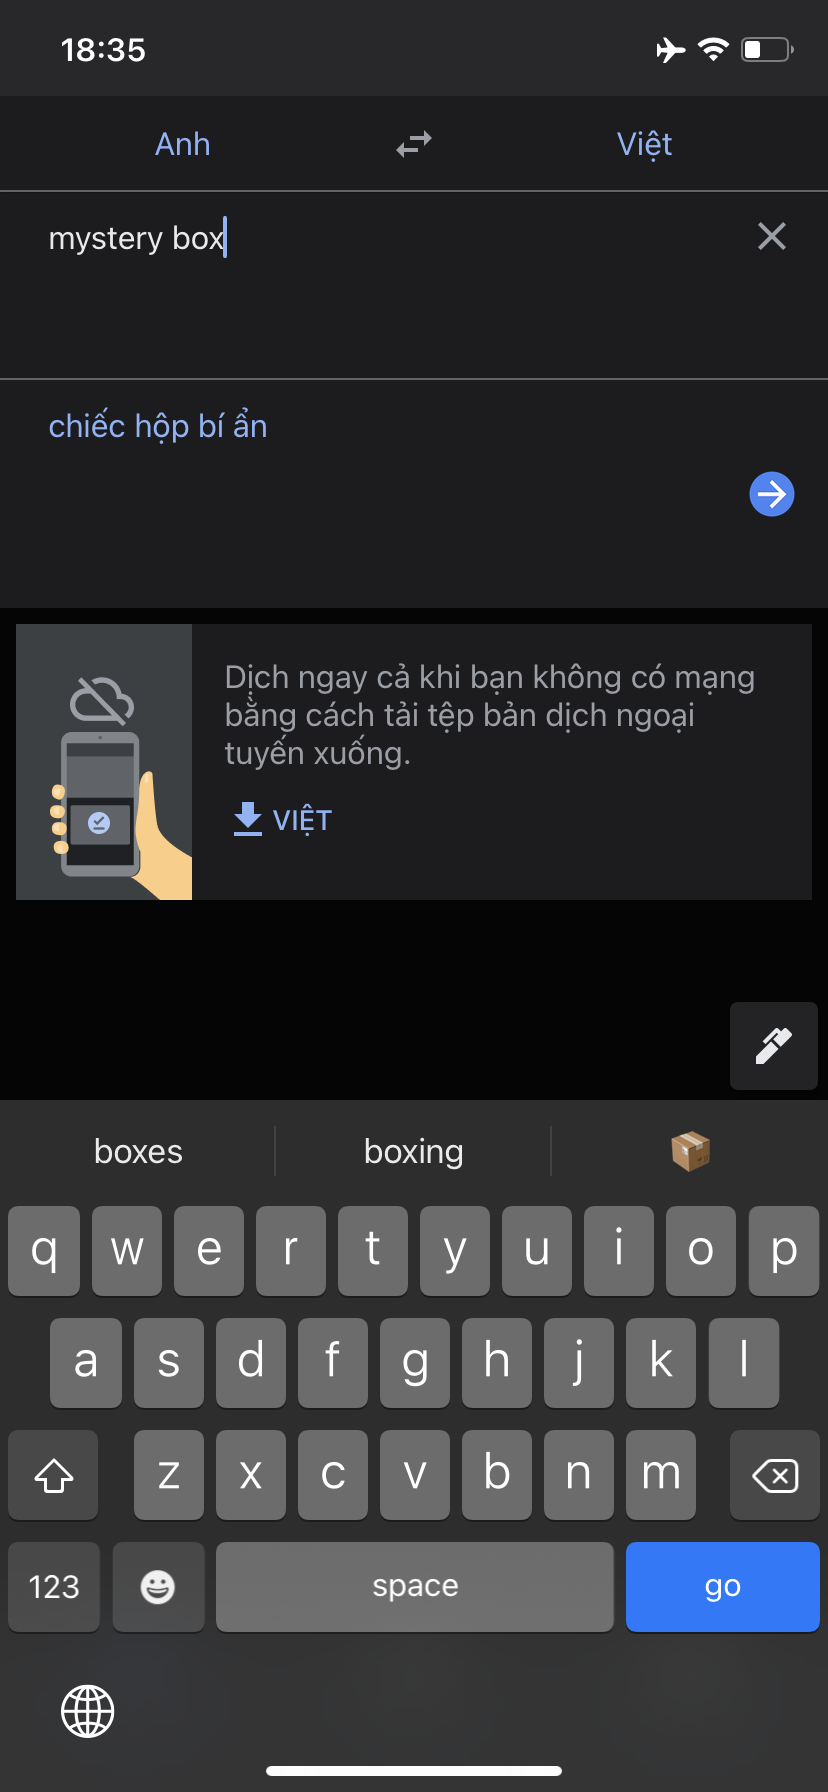 18:35
Anh
Việt
mystery box
chiếc hộp bí ẩn
Dịch ngay cả khi bạn không có mạng
bằng cách tải tệp bản dịch ngoại
tuyến xuống.
VIỆT
boxes
boxing
q w e r t y u i o p
a s d f g h j k l
z x c v b n m
123
space
go